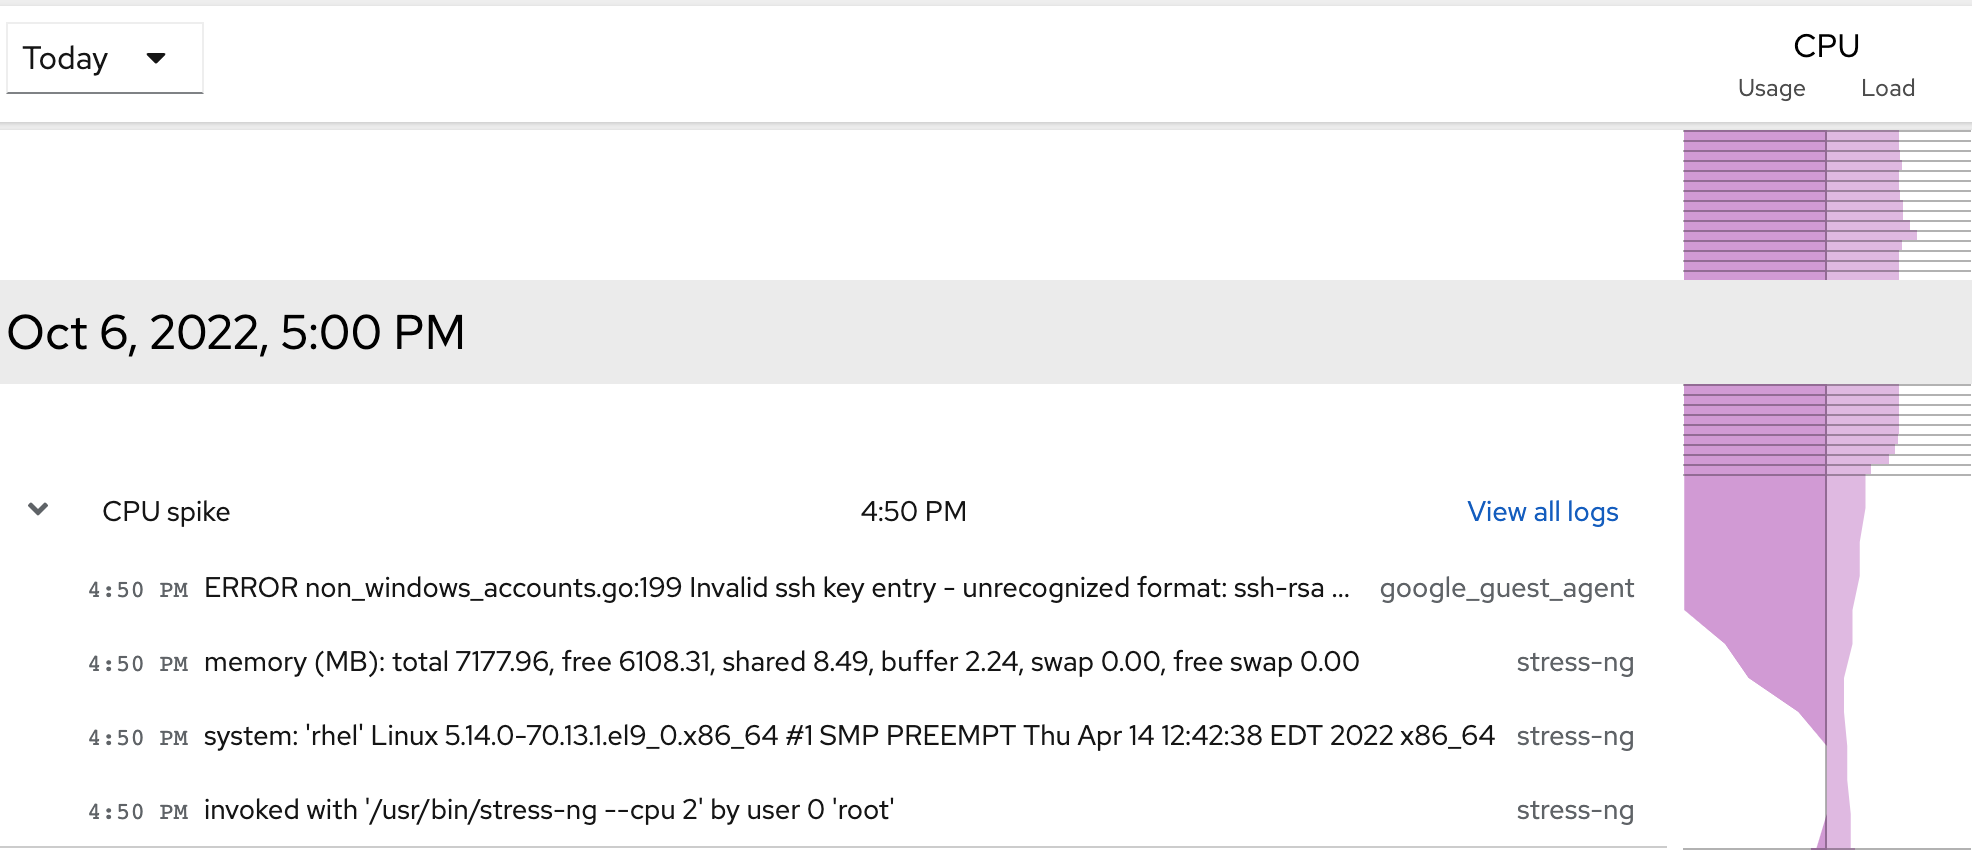 Today
CPU
Usage Load
Oct 6, 2022, 5:00 PM
CPU spike 4:50 PM View all logs
4:50 PM ERROR non_windows_accounts.go:199 Invalid ssh key entry - unrecognized format: ssh-rsa ... google_guest_agent
4:50 PM memory (MB): total 7177.96, free 6108.31, shared 8.49, buffer 2.24, swap 0.00, free swap 0.00 stress-ng
4:50 PM system: 'rhel' Linux 5.14.0-70.13.1.el9_0.x86_64 #1 SMP PREEMPT Thu Apr 14 12:42:38 EDT 2022 x86_64 stress-ng
4:50 PM invoked with '/usr/bin/stress-ng --cpu 2' by user 0 'root' stress-ng